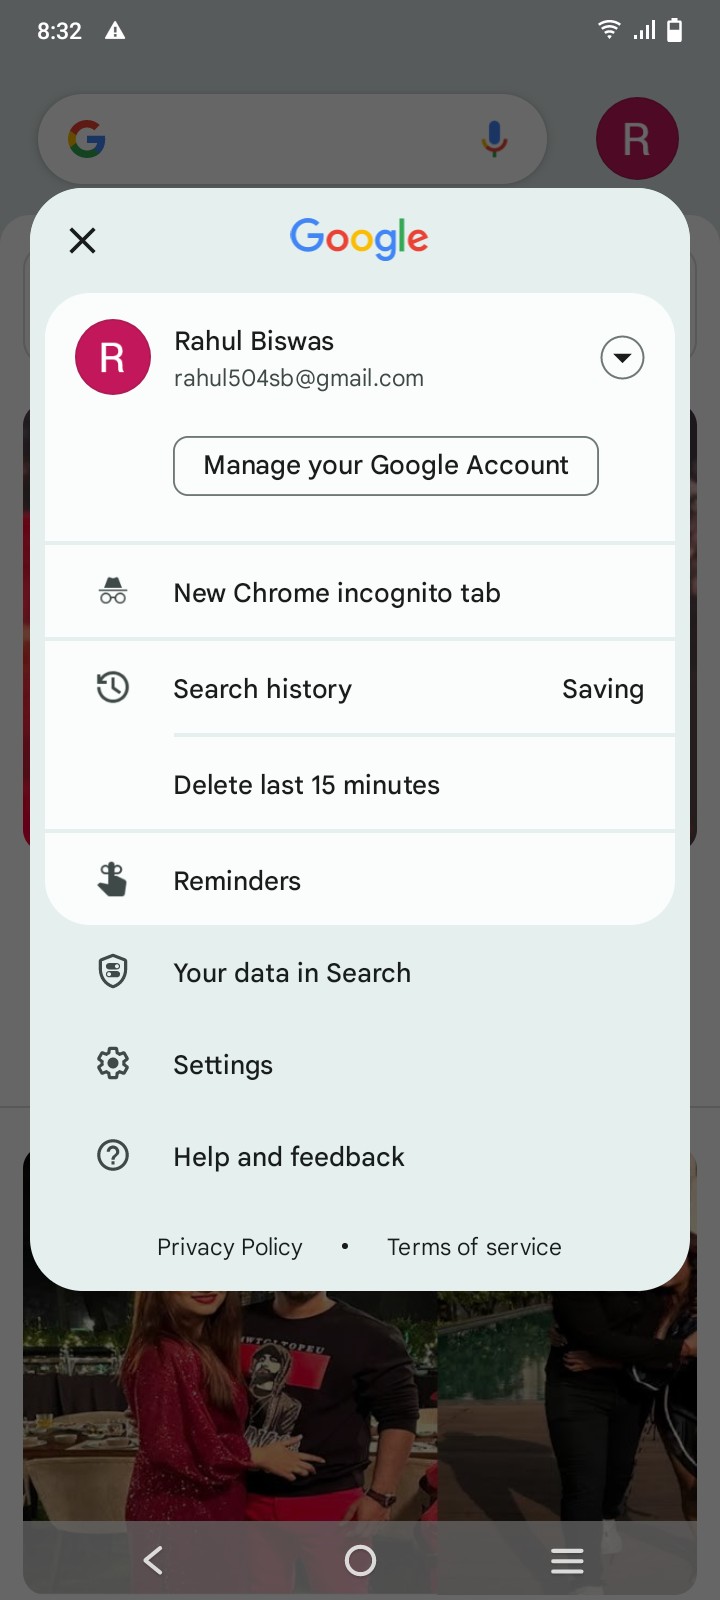 8:32
R
Google
R
Rahul Biswas
rahul504sb@gmail.com
Manage your Google Account
New Chrome incognito tab
Search history Saving
Delete last 15 minutes
Reminders
Your data in Search
Settings
Help and feedback
Privacy Policy • Terms of service